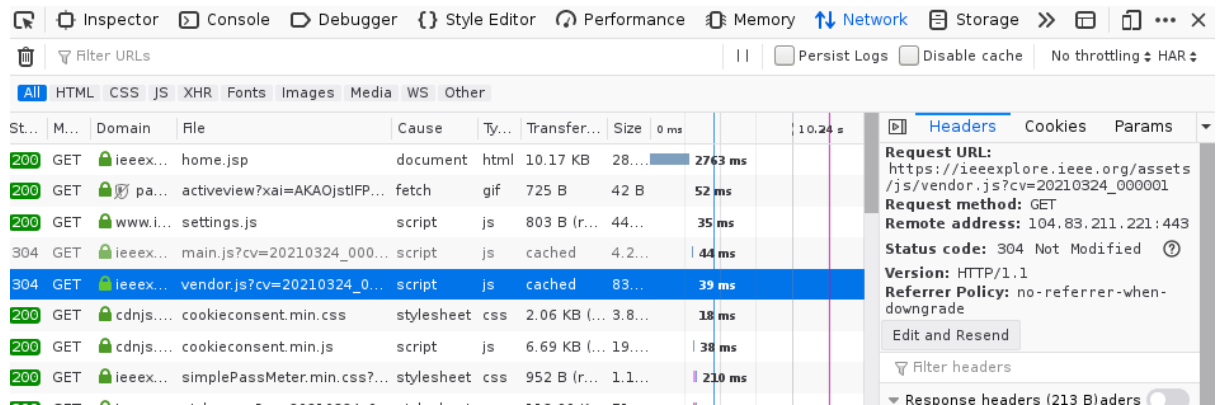 Inspector Console Debugger {} Style Editor Performance Memory Network Storage
Filter URLs Persist Logs Disable cache No throttling HAR
All HTML CSS JS XHR Fonts Images Media WS Other
St... M... Domain File Cause Ty... Transfer... Size 0 ms 10.24 s
200 GET ieeex... home.jsp document html 10.17 KB 28.... 2763 ms
200 GET pa... activeview?xai=AKAOjstIFP... fetch gif 725 B 42 B 52 ms
200 GET www.i... settings.js script js 803 B (r... 44... 35 ms
304 GET ieeex... main.js?cv=20210324_000... script js cached 4.2... 44 ms
304 GET ieeex... vendor.js?cv=20210324_0... script js cached 83... 39 ms
200 GET cdnjs.... cookieconsent.min.css stylesheet css 2.06 KB (... 3.8... 18 ms
200 GET cdnjs.... cookieconsent.min.js script js 6.69 KB (... 19.... 38 ms
200 GET ieeex... simplePassMeter.min.css?... stylesheet css 952 B (r... 1.1... 210 ms
Headers Cookies Params
Request URL:
https://ieeexplore.ieee.org/assets
/js/vendor.js?cv=20210324_000001
Request method: GET
Remote address: 104.83.211.221:443
Status code: 304 Not Modified ?
Version: HTTP/1.1
Referrer Policy: no-referrer-when-
downgrade
Edit and Resend
Filter headers
Response headers (213 B)aders